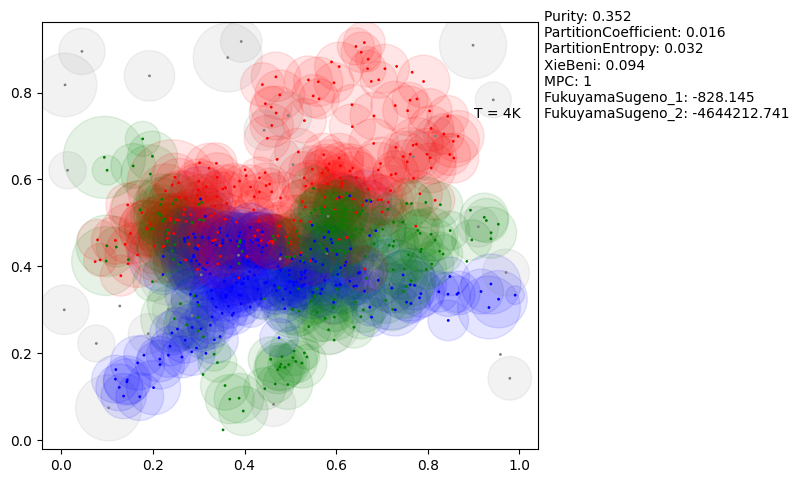 Purity: 0.352
PartitionCoefficient: 0.016
PartitionEntropy: 0.032
XieBeni: 0.094
MPC: 1
FukuyamaSugeno_1: -828.145
FukuyamaSugeno_2: -4644212.741
T = 4K
0.8
0.6
0.4
0.2
0.0
0.0 0.2 0.4 0.6 0.8 1.0